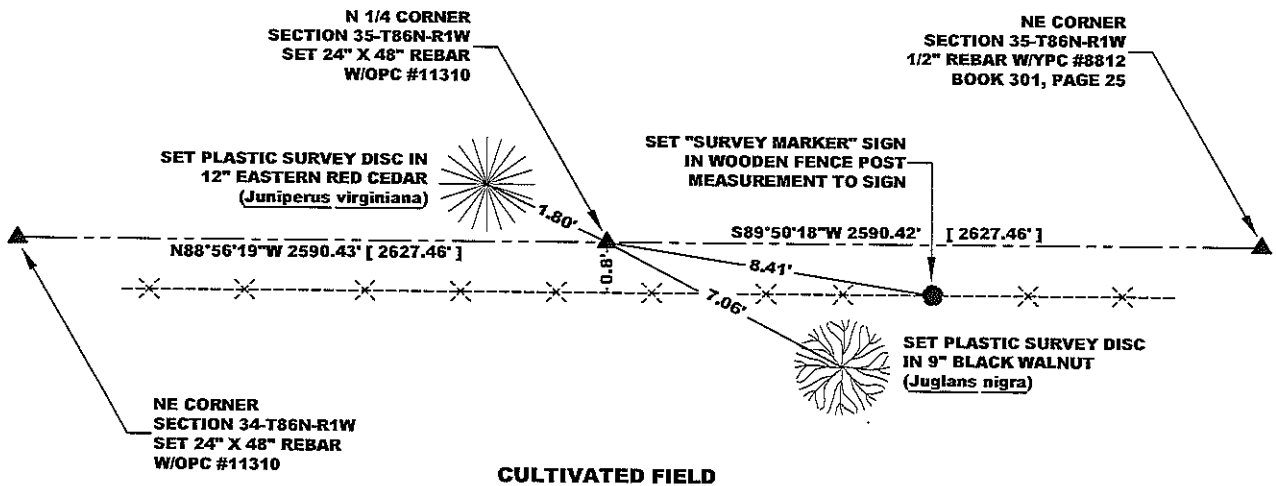 N 1/4 CORNER
SECTION 35-T86N-R1W
SET 24" X 48" REBAR
W/OPC #11310
NE CORNER
SECTION 35-T86N-R1W
1/2" REBAR W/YPC #8812
BOOK 301, PAGE 25
SET PLASTIC SURVEY DISC IN
12" EASTERN RED CEDAR
(Juniperus virginiana)
SET "SURVEY MARKER" SIGN
IN WOODEN FENCE POST
MEASUREMENT TO SIGN
1.80'
N88°56'19"W 2590.43' [ 2627.46' ]
S89°50'18"W 2590.42' [ 2627.46' ]
0.8'
8.41'
7.06'
SET PLASTIC SURVEY DISC
IN 9" BLACK WALNUT
(Juglans nigra)
NE CORNER
SECTION 34-T86N-R1W
SET 24" X 48" REBAR
W/OPC #11310
CULTIVATED FIELD